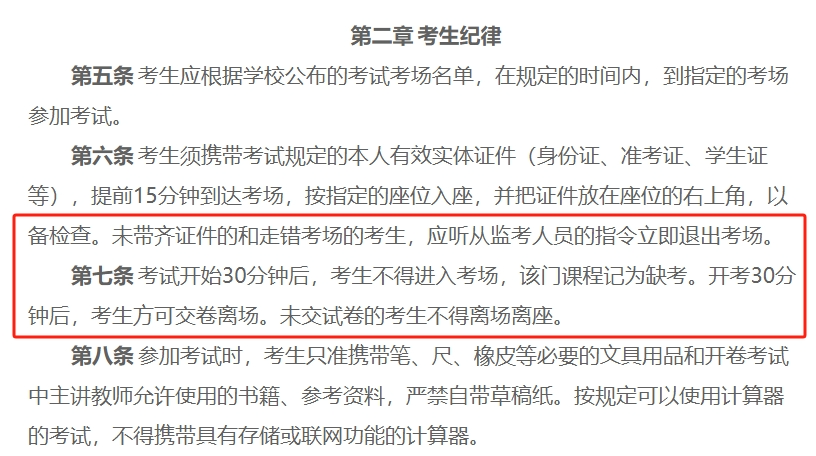 第二章 考生纪律
第五条 考生应根据学校公布的考试考场名单，在规定的时间内，到指定的考场
参加考试。
第六条 考生须携带考试规定的本人有效实体证件（身份证、准考证、学生证
等），提前15分钟到达考场，按指定的座位入座，并把证件放在座位的右上角，以
备检查。未带齐证件的和走错考场的考生，应听从监考人员的指令立即退出考场。
第七条 考试开始30分钟后，考生不得进入考场，该门课程记为缺考。开考30分
钟后，考生方可交卷离场。未交试卷的考生不得离场离座。
第八条 参加考试时，考生只准携带笔、尺、橡皮等必要的文具用品和开卷考试
中主讲教师允许使用的书籍、参考资料，严禁自带草稿纸。按规定可以使用计算器
的考试，不得携带具有存储或联网功能的计算器。